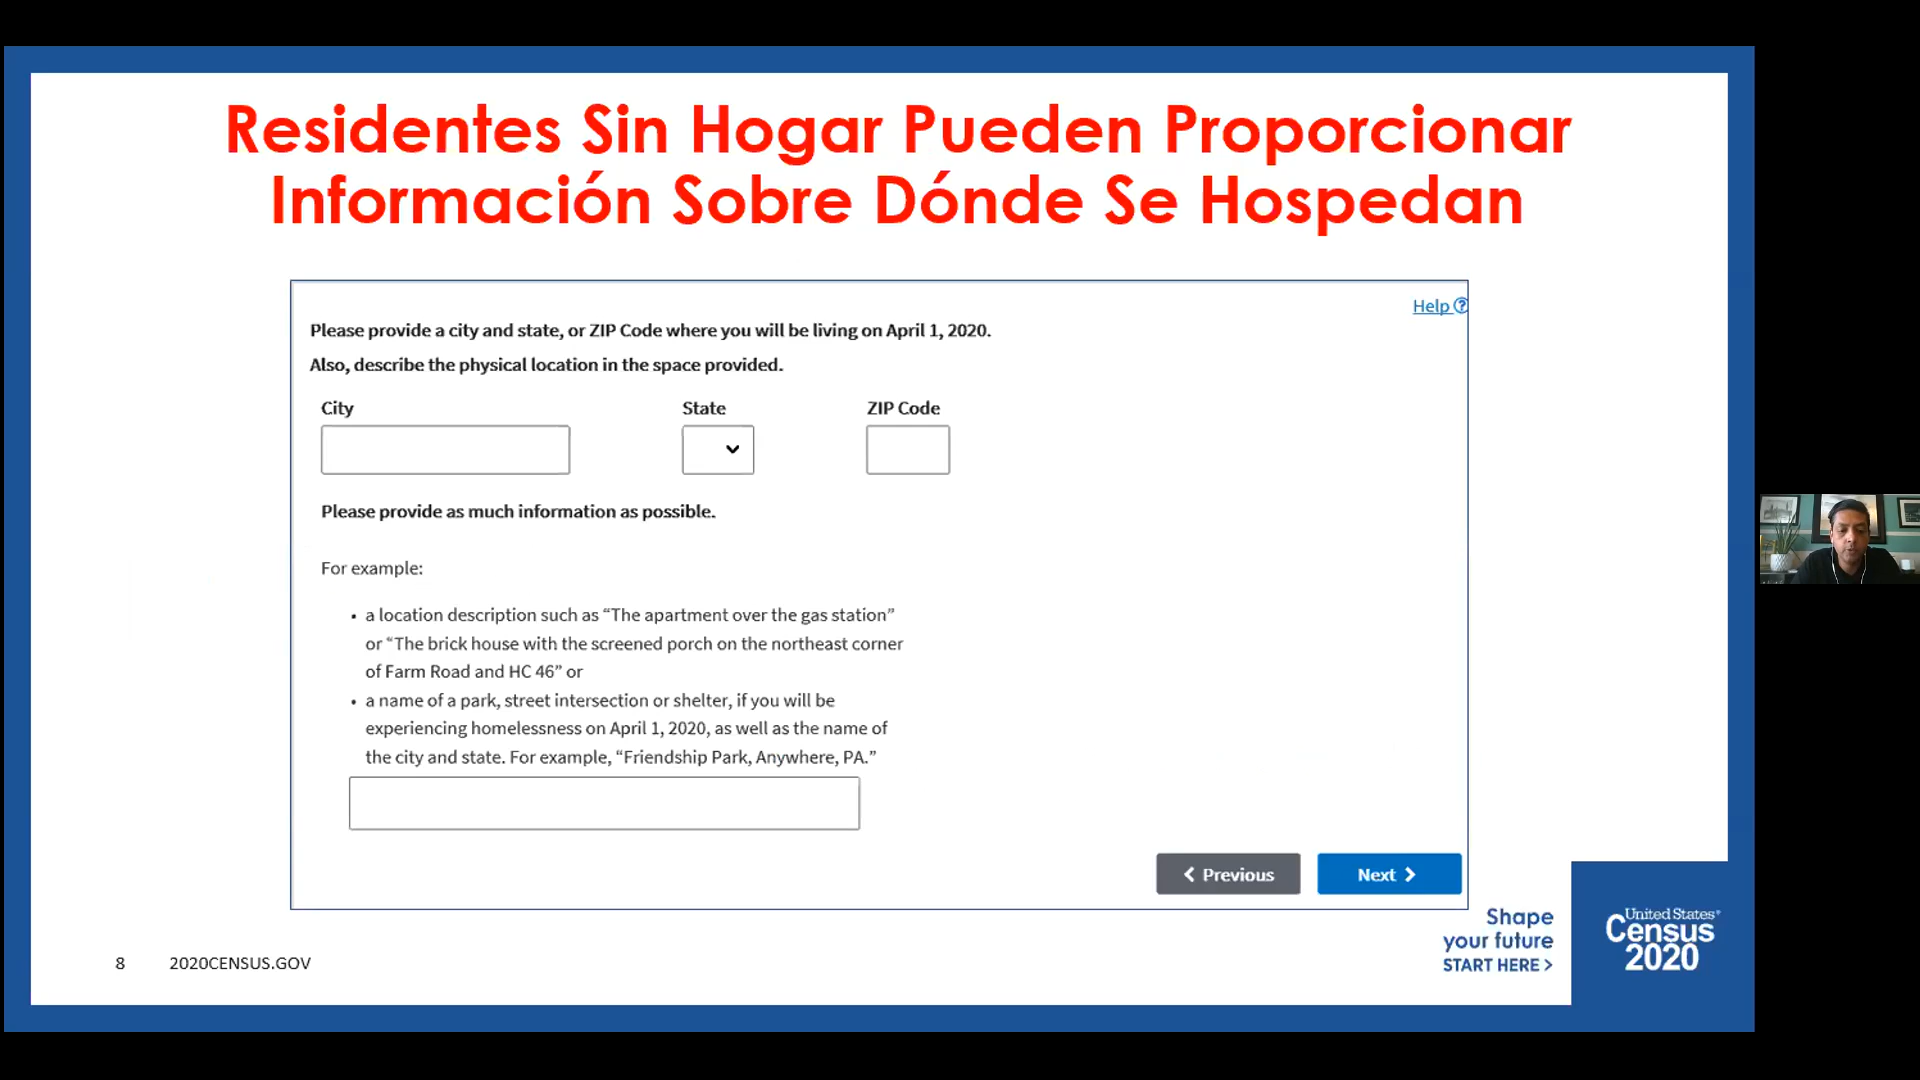 Residentes Sin Hogar Pueden Proporcionar
Información Sobre Dónde Se Hospedan
Help
Please provide a city and state, or ZIP Code where you will be living on April 1, 2020.
Also, describe the physical location in the space provided.
City State ZIP Code
Please provide as much information as possible.
For example:
• a location description such as “The apartment over the gas station”
or “The brick house with the screened porch on the northeast corner
of Farm Road and HC 46” or
• a name of a park, street intersection or shelter, if you will be
experiencing homelessness on April 1, 2020, as well as the name of
the city and state. For example, “Friendship Park, Anywhere, PA.”
Previous Next
Shape
your future
START HERE >
United States®
Census
2020
8 2020CENSUS.GOV